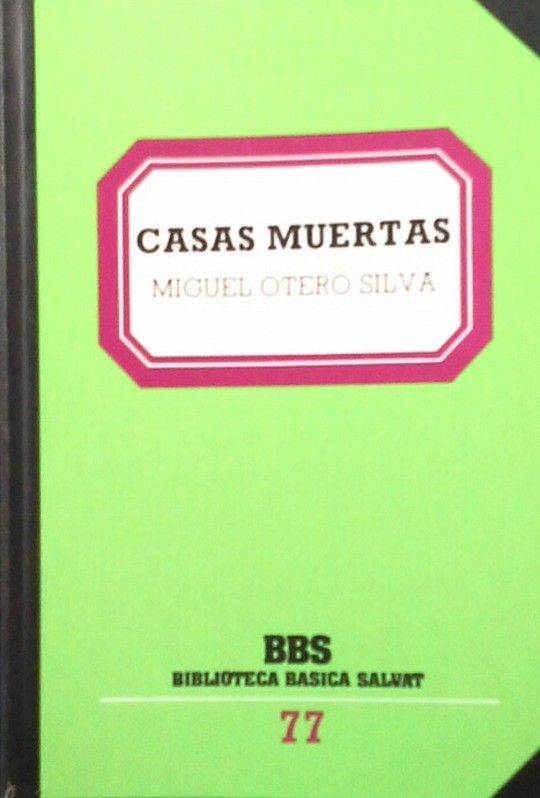 CASAS MUERTAS
MIGUEL OTERO SILVA
BBS
BIBLIOTECA BASICA SALVAT
77